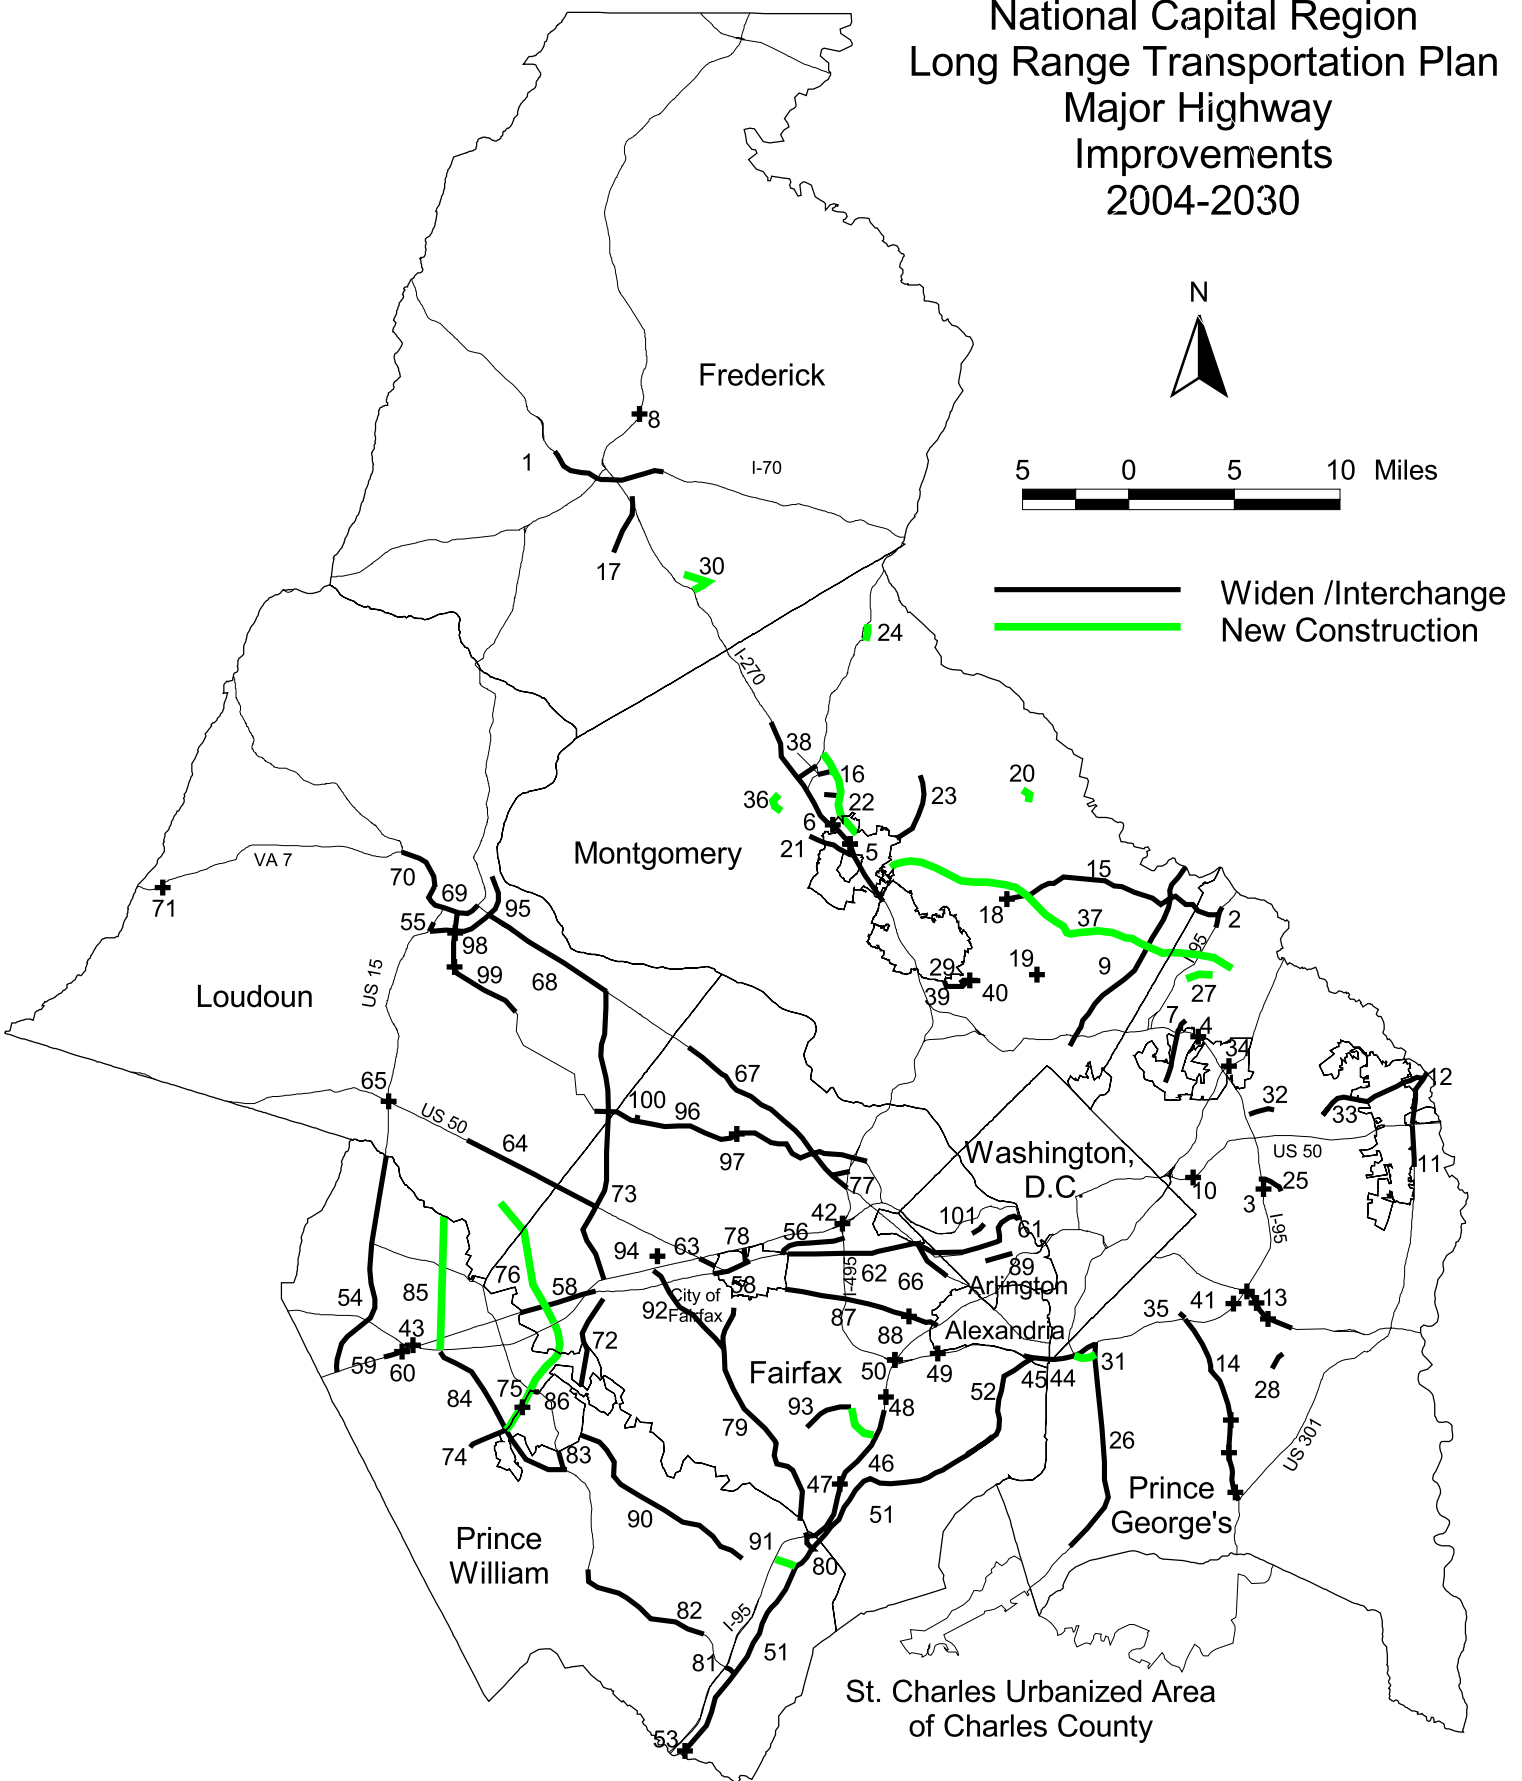 National Capital Region
Long Range Transportation Plan
Major Highway
Improvements
2004-2030
N
Frederick
8
1
I-70
5 0 5 10 Miles
17
30
Widen /Interchange
New Construction
24
I-270
38
16
20
36
22
23
6
Montgomery
21
5
VA 7
70
15
71
69
95
18
55
37
2
98
I-95
99
68
29
19
9
Loudoun
US 15
39
40
27
7
4
34
65
67
12
100
32
US 50
96
33
64
Washington,
D.C.
US 50
97
11
77
10
25
73
3
101
42
I-95
78
56
61
94
63
76
58
58
62
66
89
I-495
Arlington
54
85
City of
Fairfax
92
87
41
13
35
43
88
Alexandria
72
59
60
Fairfax
50
49
45
44
31
14
75
84
86
52
28
93
48
79
26
74
83
46
US 301
47
Prince
George's
51
90
Prince
William
91
80
82
I-95
51
81
St. Charles Urbanized Area
of Charles County
53